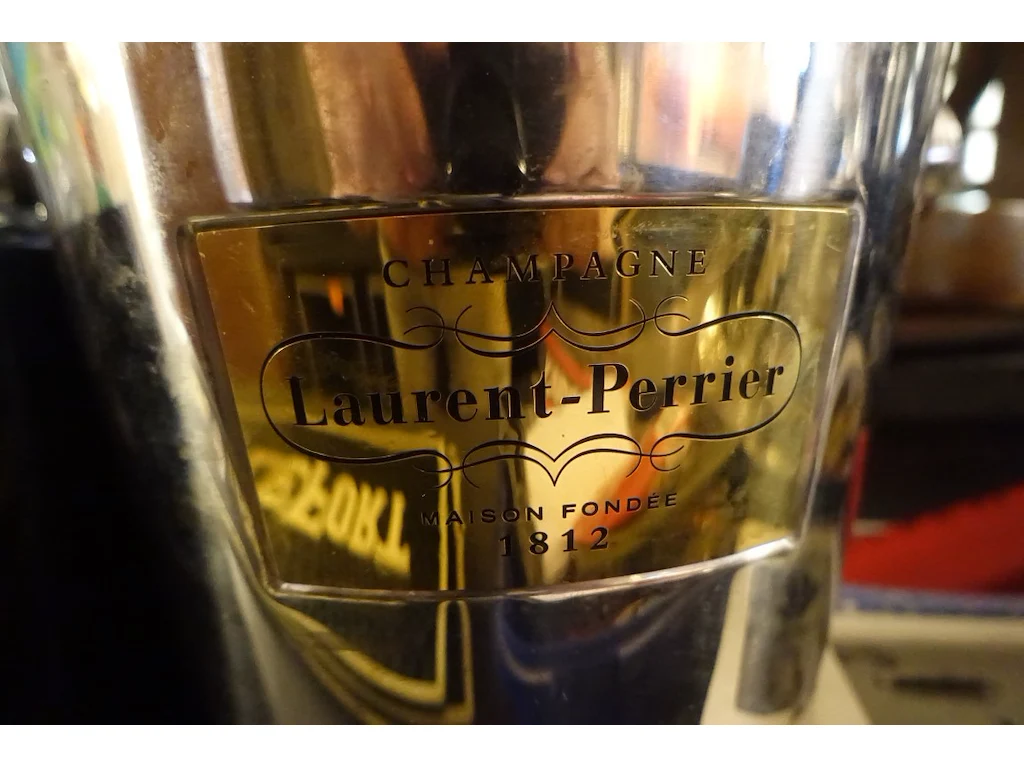 CHAMPAGNE
Laurent-Perrier
MAISON FONDÉE
1812